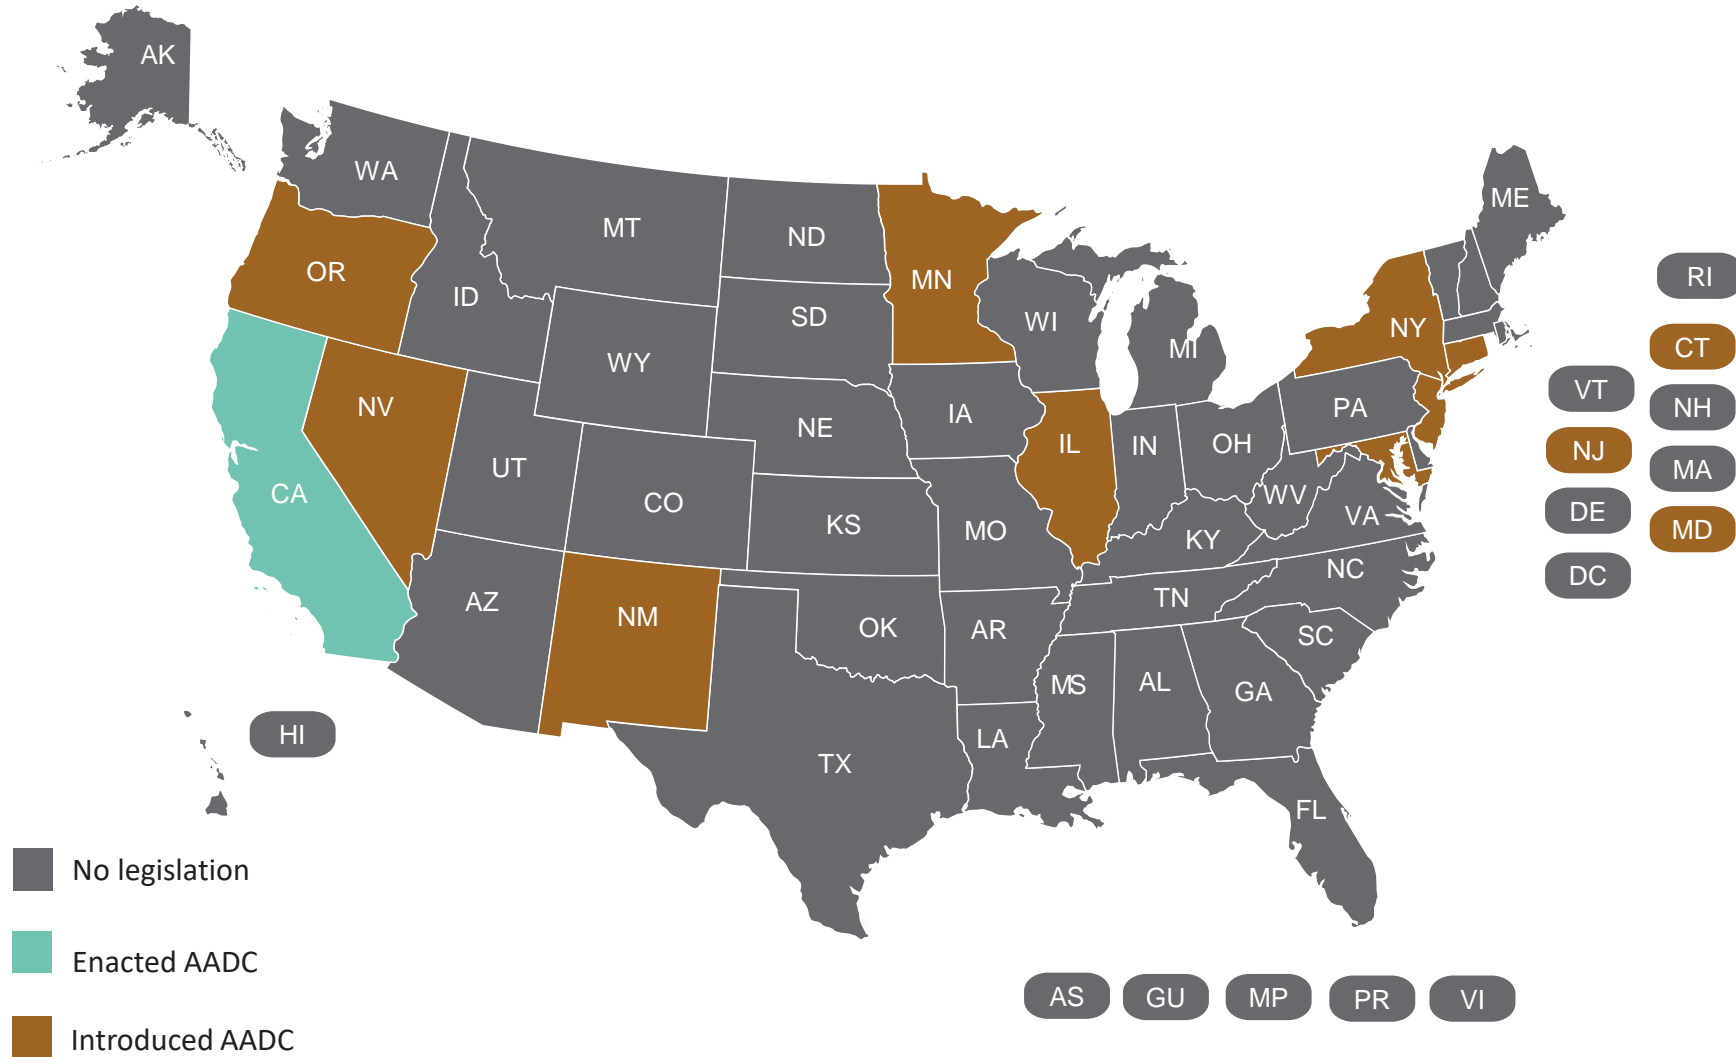 AK
WA
ME
MT
ND
OR
MN
RI
ID
SD
WI
NY
MI
CT
WY
VT
NV
IA
PA
NH
NE
IL
IN
OH
NJ
UT
MA
CA
WV
CO
KS
MO
VA
DE
KY
MD
NC
DC
AZ
TN
NM
OK
AR
SC
MS
AL
GA
HI
LA
TX
FL
No legislation
Enacted AADC
AS
GU
MP
PR
VI
Introduced AADC